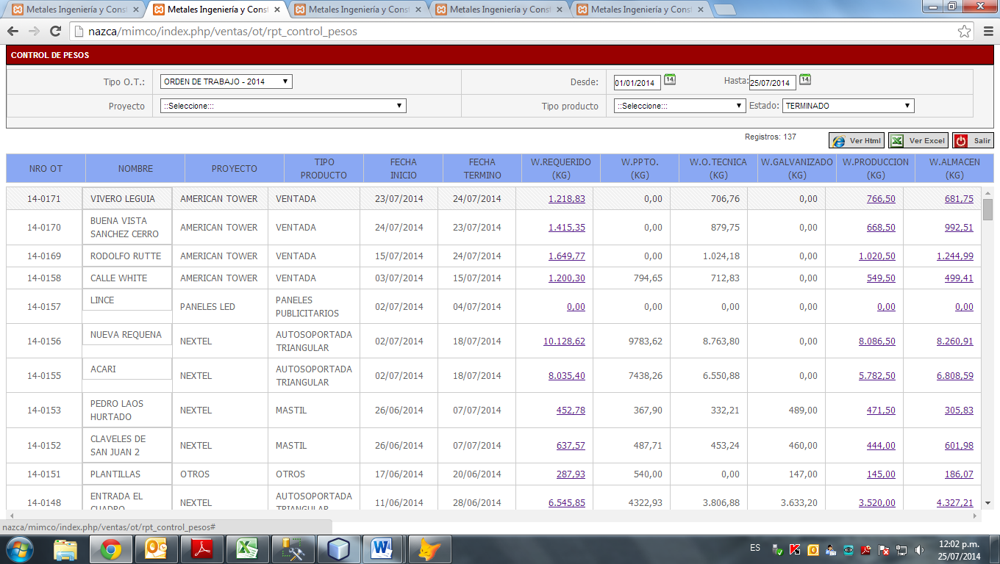 Metales Ingeniería y Const
Metales Ingeniería y Const
Metales Ingeniería y Const
Metales Ingeniería y Const
Metales Ingeniería y Const
nazca/mimco/index.php/ventas/ot/rpt_control_pesos
CONTROL DE PESOS
Tipo O.T.: ORDEN DE TRABAJO - 2014 Desde: 01/01/2014 14 Hasta: 25/07/2014 14
Proyecto ::Seleccione::: Tipo producto ::Seleccione::: Estado: TERMINADO
Registros: 137 Ver Html Ver Excel Salir
NRO OT NOMBRE PROYECTO TIPO PRODUCTO FECHA INICIO FECHA TERMINO W.REQUERIDO (KG) W.PPTO. (KG) W.O.TECNICA (KG) W.GALVANIZADO (KG) W.PRODUCCION (KG) W.ALMACEN (KG)
14-0171 VIVERO LEGUIA AMERICAN TOWER VENTADA 23/07/2014 24/07/2014 1.218,83 0,00 706,76 0,00 766,50 681,75
14-0170 BUENA VISTA SANCHEZ CERRO AMERICAN TOWER VENTADA 24/07/2014 23/07/2014 1.415,35 0,00 879,75 0,00 668,50 992,51
14-0169 RODOLFO RUTTE AMERICAN TOWER VENTADA 15/07/2014 24/07/2014 1.649,77 0,00 1.024,18 0,00 1.020,50 1.244,99
14-0158 CALLE WHITE AMERICAN TOWER VENTADA 03/07/2014 15/07/2014 1.200,30 794,65 712,83 0,00 549,50 499,41
14-0157 LINCE PANELES LED PANELES PUBLICITARIOS 02/07/2014 04/07/2014 0,00 0,00 0,00 0,00 0,00 0,00
14-0156 NUEVA REQUENA NEXTEL AUTOSOPORTADA TRIANGULAR 02/07/2014 18/07/2014 10.128,62 9783,62 8.763,80 0,00 8.086,50 8.260,91
14-0155 ACARI NEXTEL AUTOSOPORTADA TRIANGULAR 02/07/2014 18/07/2014 8.035,40 7438,26 6.550,88 0,00 5.782,50 6.808,59
14-0153 PEDRO LAOS HURTADO NEXTEL MASTIL 26/06/2014 07/07/2014 452,78 367,90 332,21 489,00 471,50 305,83
14-0152 CLAVELES DE SAN JUAN 2 NEXTEL MASTIL 26/06/2014 07/07/2014 637,57 487,71 453,24 460,00 444,00 601,98
14-0151 PLANTILLAS OTROS OTROS 17/06/2014 20/06/2014 287,93 540,00 0,00 147,00 145,00 186,07
14-0148 ENTRADA EL CUADRO NEXTEL AUTOSOPORTADA TRIANGULAR 11/06/2014 28/06/2014 6.545,85 4322,93 3.806,88 3.633,20 3.520,00 4.327,21
nazca/mimco/index.php/ventas/ot/rpt_control_pesos#
ES
12:02 p.m.
25/07/2014